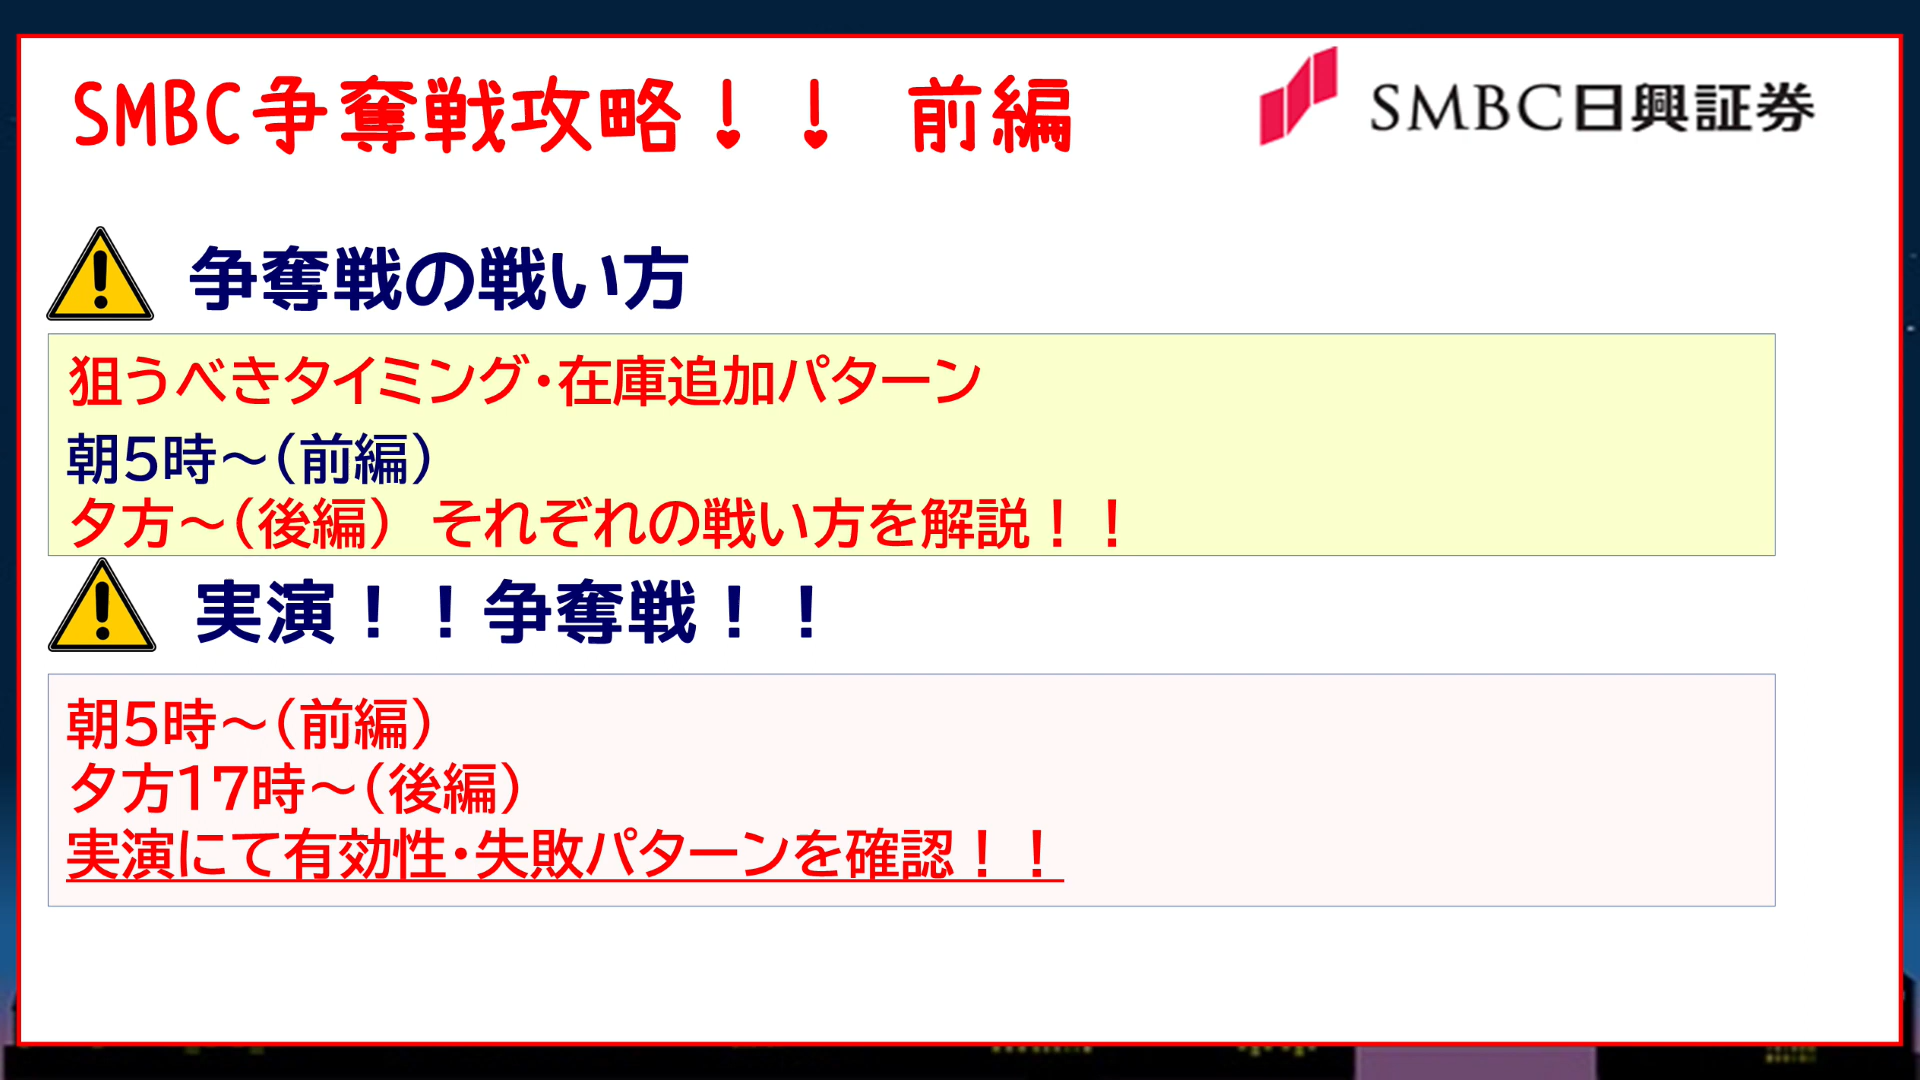 SMBC争奪戦攻略！！ 前編
SMBC日興証券
争奪戦の戦い方
狙うべきタイミング・在庫追加パターン
朝5時～（前編）
夕方～（後編） それぞれの戦い方を解説！！
実演！！争奪戦！！
朝5時～（前編）
夕方17時～（後編）
実演にて有効性・失敗パターンを確認！！